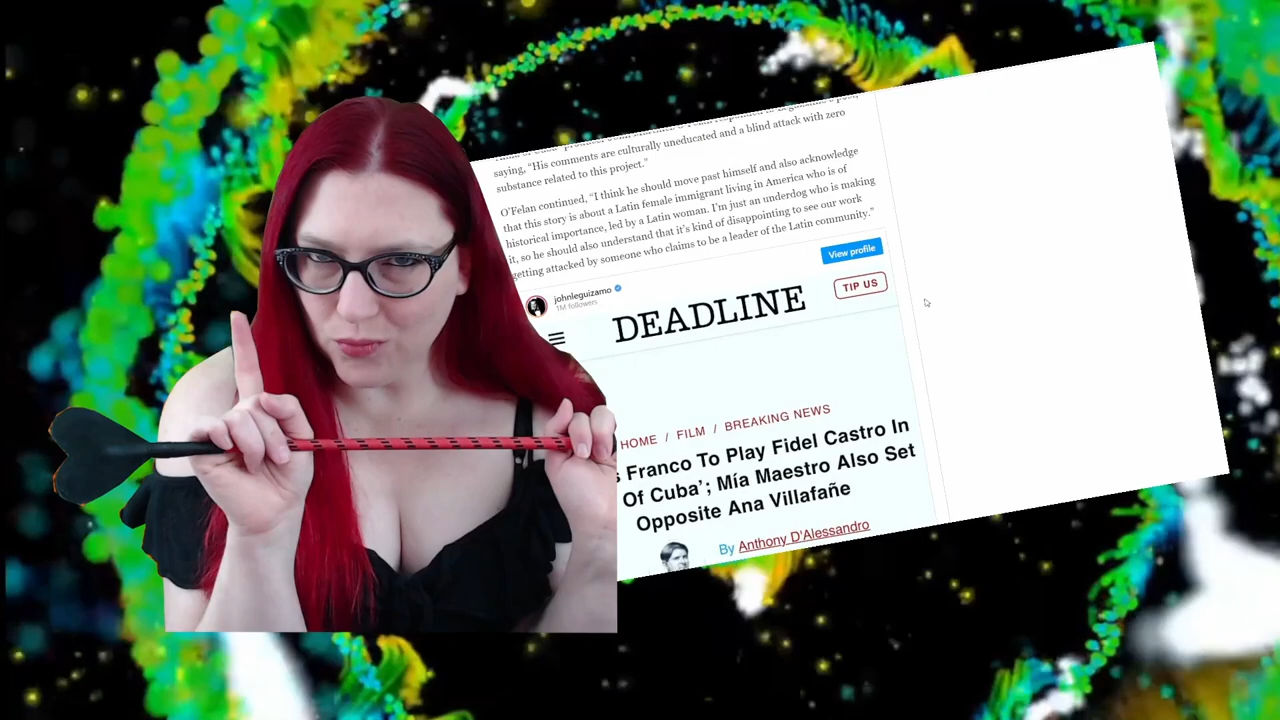 saying, “His comments are culturally uneducated and a blind attack with zero
substance related to this project.”
O’Felan continued, “I think he should move past himself and also acknowledge
that this story is about a Latin female immigrant living in America who is of
historical importance, led by a Latin woman. I’m just an underdog who is making
it, so he should also understand that it’s kind of disappointing to see our work
getting attacked by someone who claims to be a leader of the Latin community.”
View profile
johnleguizamo
1M followers
DEADLINE
TIP US
HOME / FILM / BREAKING NEWS
s Franco To Play Fidel Castro In
Of Cuba’; Mía Maestro Also Set
Opposite Ana Villafañe
By Anthony D'Alessandro